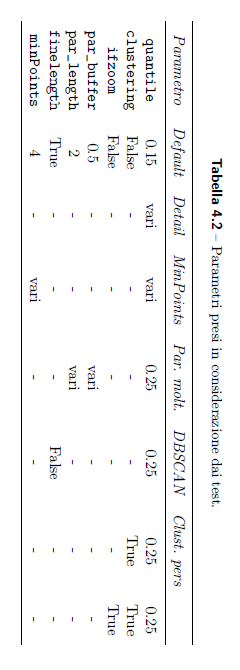 Tabella 4.2 – Parametri presi in considerazione dai test.
Parametro Default Detail MinPoints Par. molt. DBSCAN Clust. pers
quantile 0.15 vari vari 0.25 0.25 0.25 0.25
clustering False - - - - True True
ifzoom False - - - - - True
par_buffer 0.5 - - vari - - -
par_length 2 - - vari - - -
finelength True - - - False - -
minPoints 4 - vari - - - -